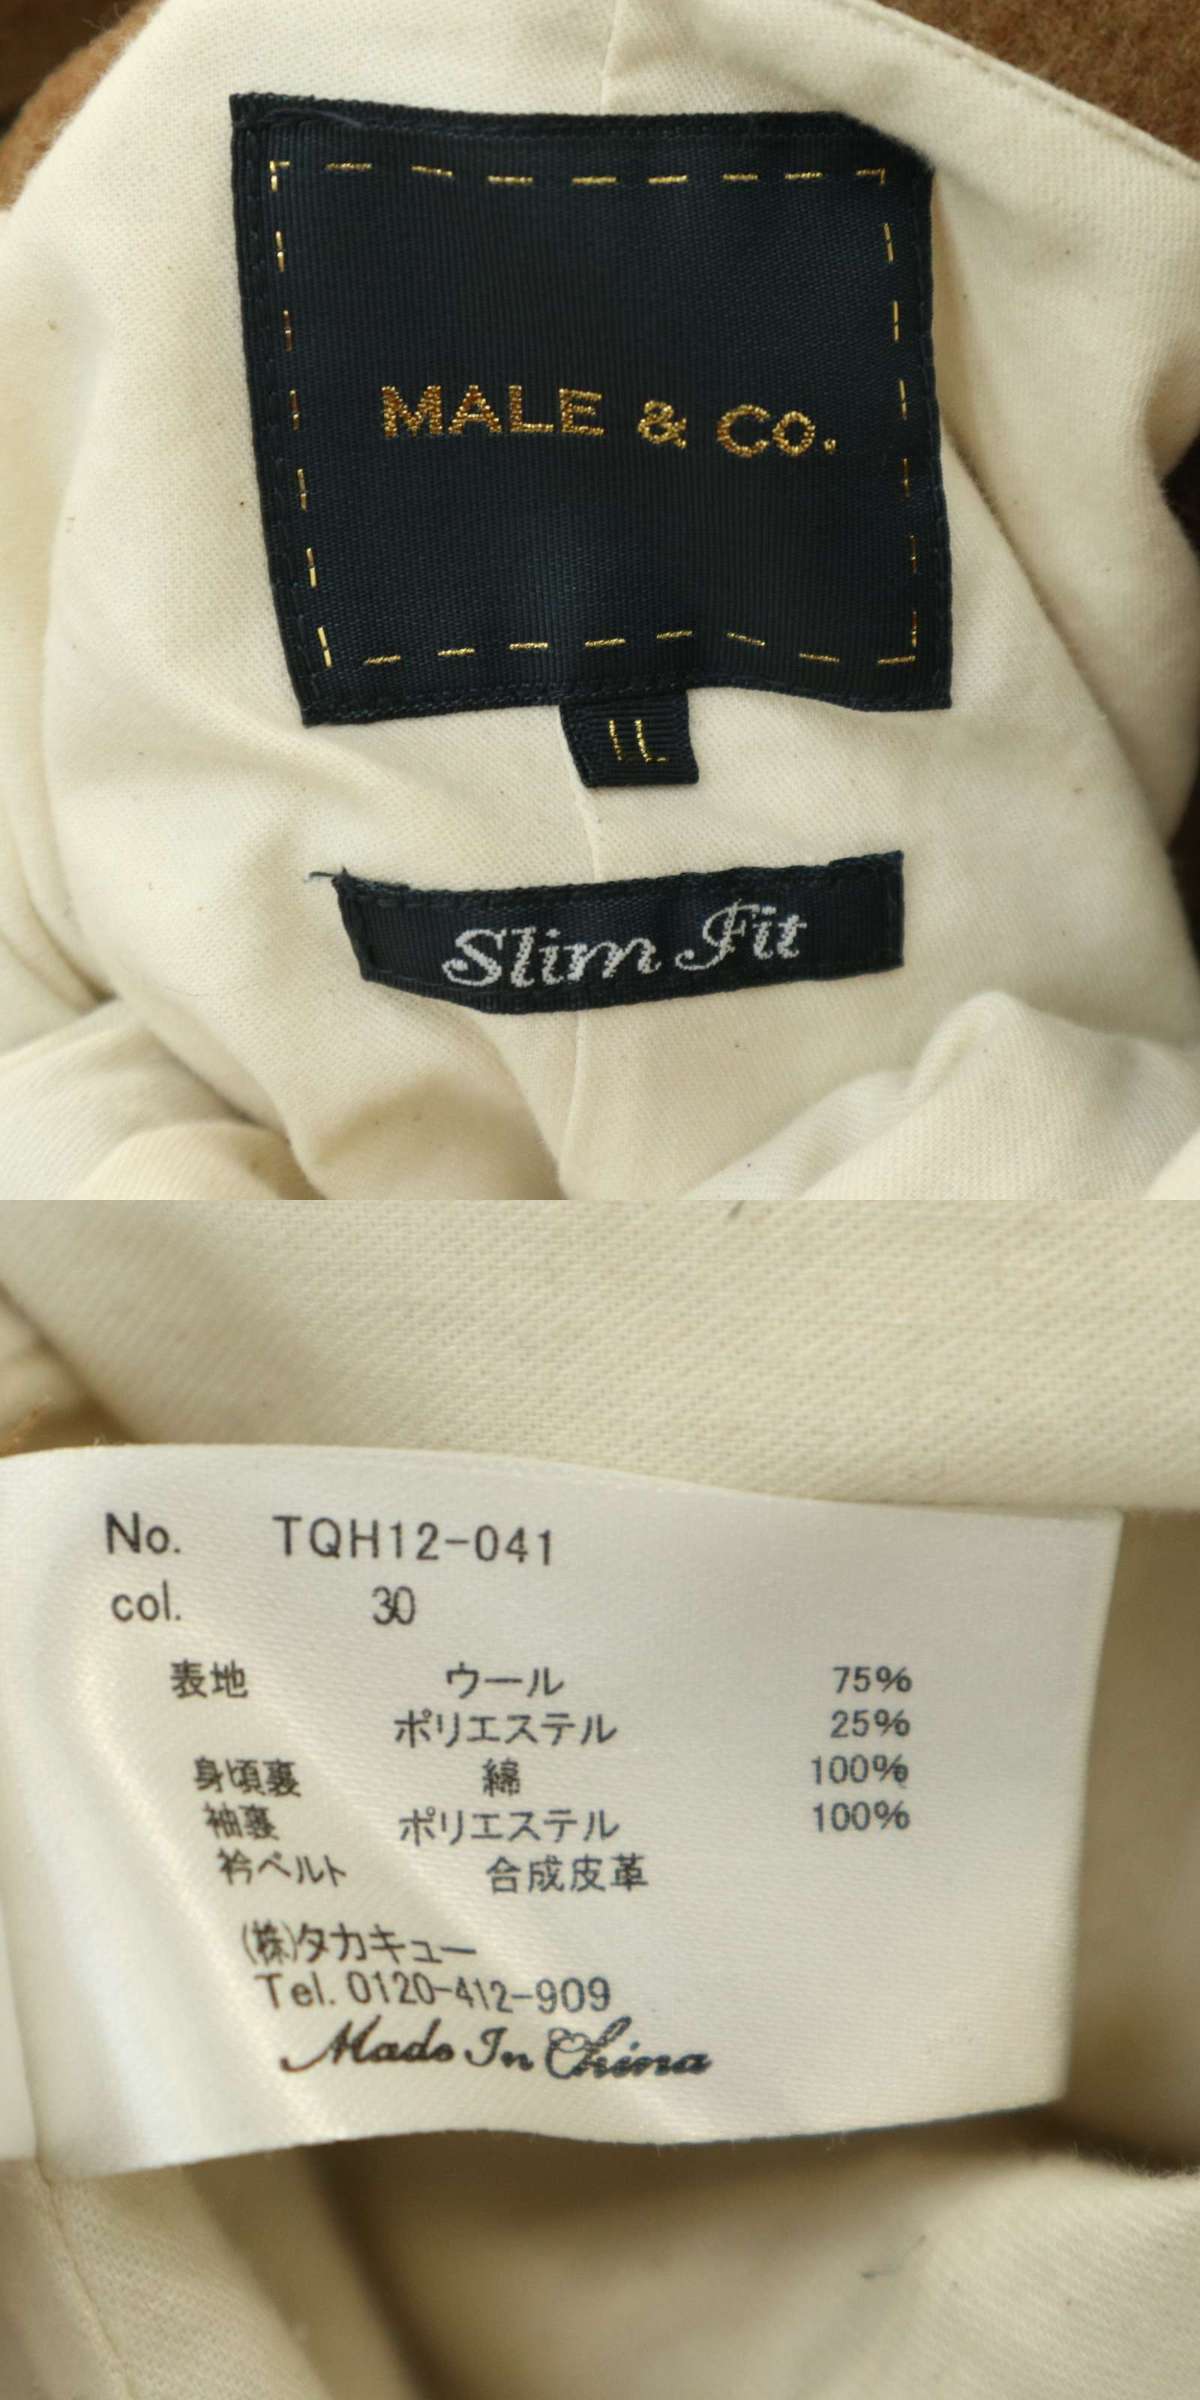 MALE & Co.
LL
Slim Fit
No. TQH12-041
col. 30
表地 ウール 75%
ポリエステル 25%
身頃裏 綿 100%
袖裏 ポリエステル 100%
衿ベルト 合成皮革
(株)タカキュー
Tel. 0120-412-909
Made In China